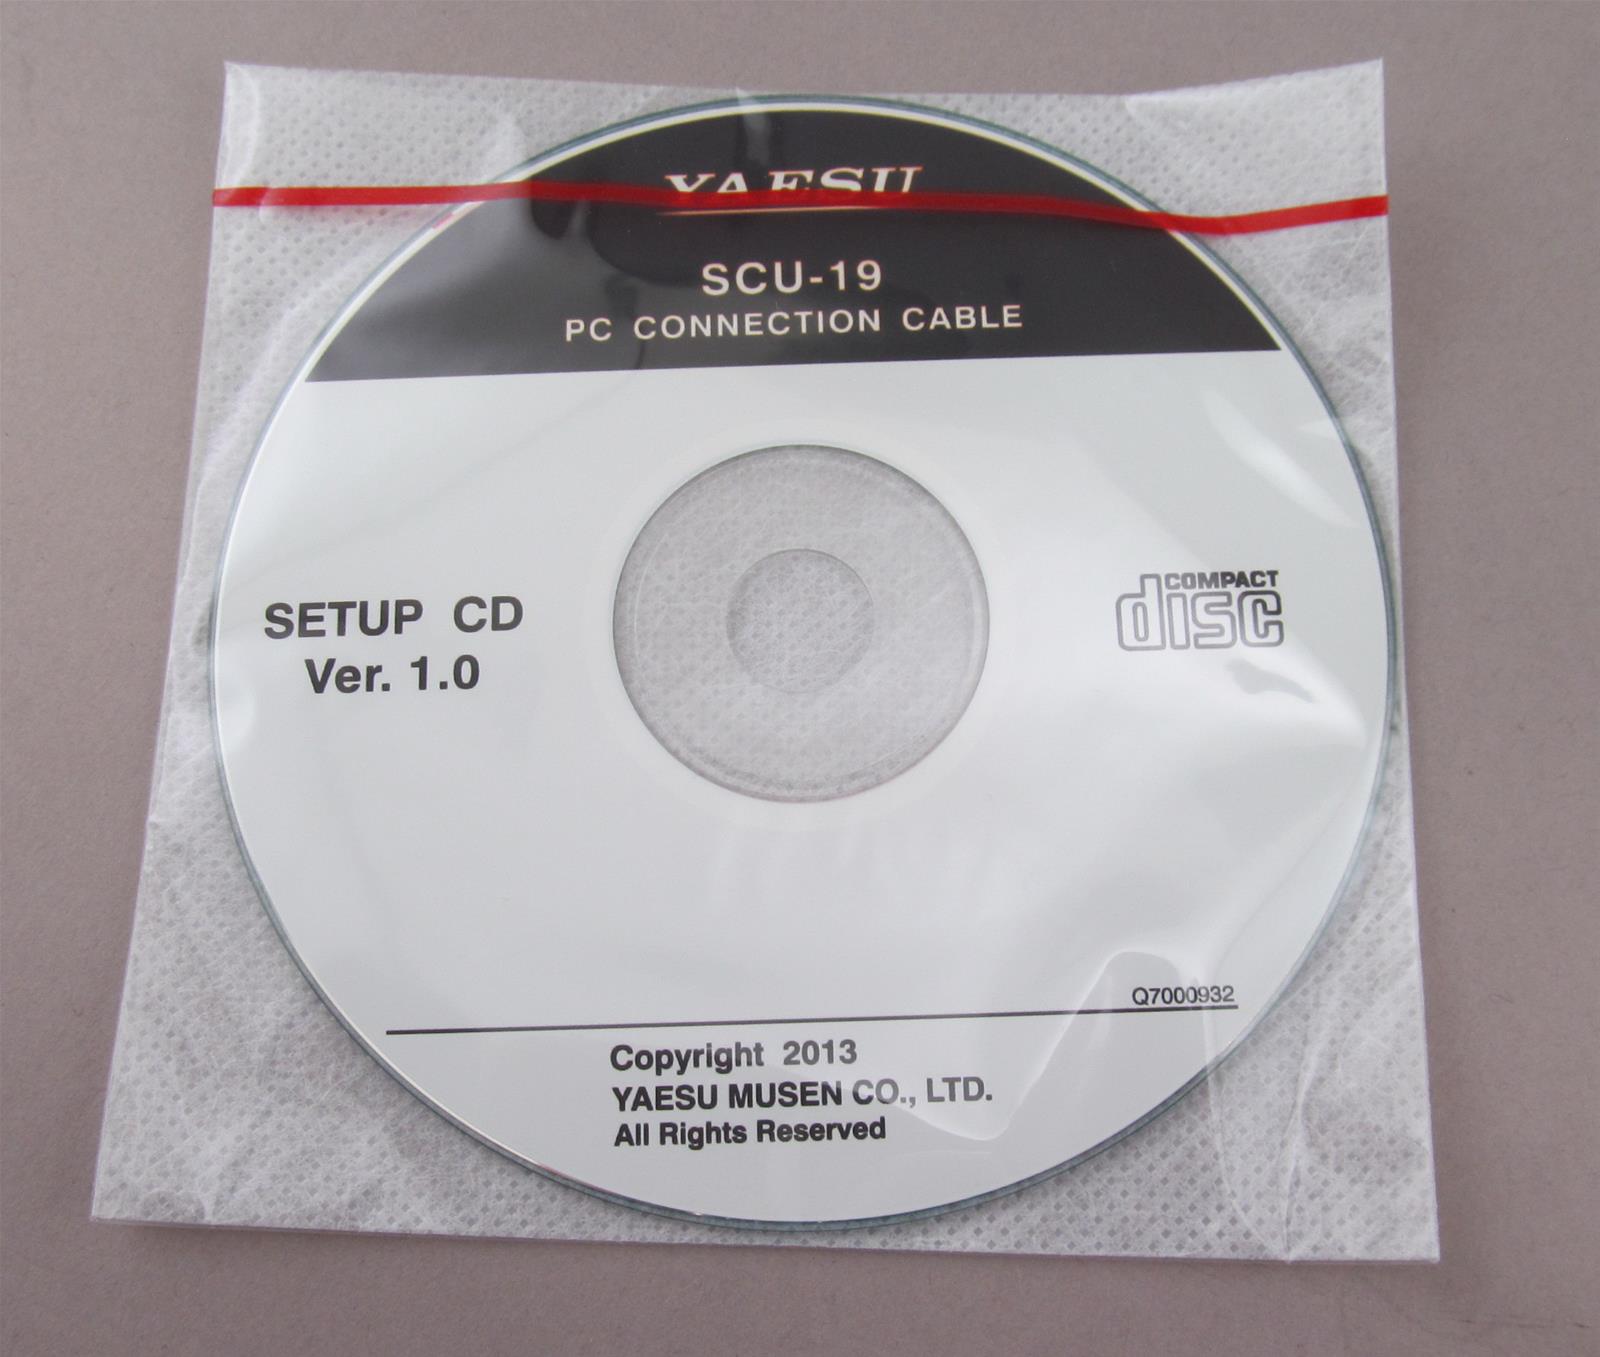 YAESU
SCU-19
PC CONNECTION CABLE
SETUP CD
Ver. 1.0
COMPACT
disc
Q7000932
Copyright 2013
YAESU MUSEN CO., LTD.
All Rights Reserved